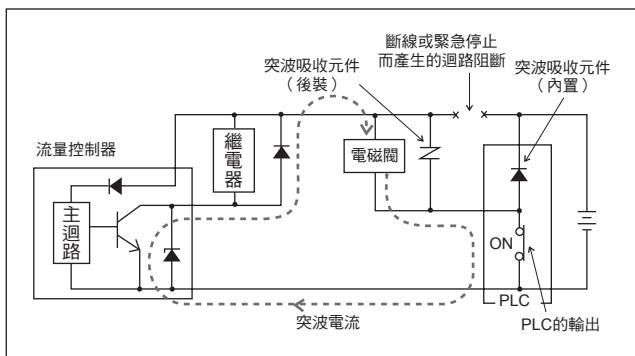 斷線或緊急停止
而產生的迴路阻斷
突波吸收元件
（後裝）
突波吸收元件
（內置）
流量控制器
繼電器
電磁閥
主迴路
ON
PLC
突波電流
PLC的輸出